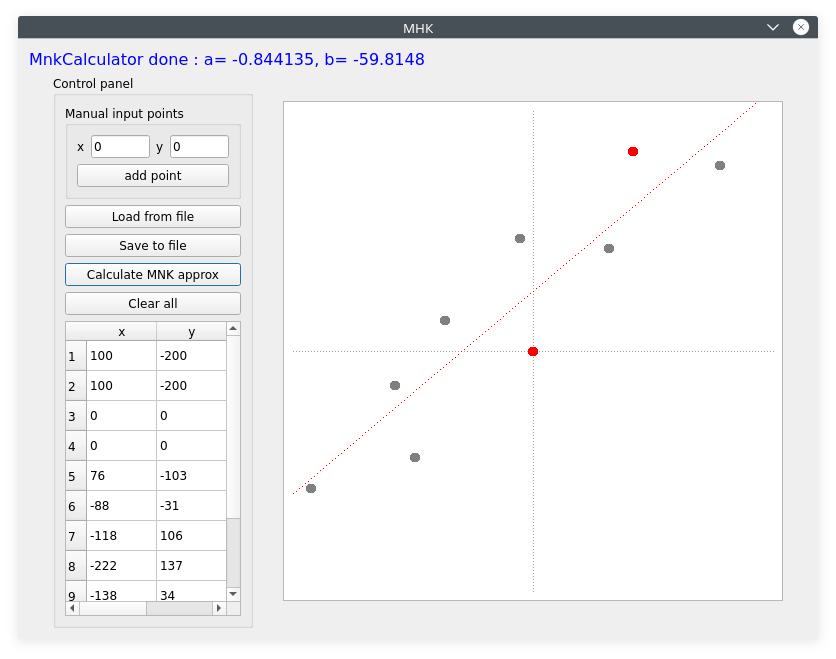 MHK
MnkCalculator done : a= -0.844135, b= -59.8148
Control panel
Manual input points
x 0 y 0
add point
Load from file
Save to file
Calculate MNK approx
Clear all
x y
1 100 -200
2 100 -200
3 0 0
4 0 0
5 76 -103
6 -88 -31
7 -118 106
8 -222 137
9 -138 34